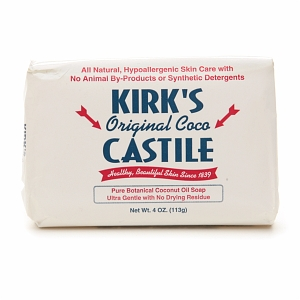 All Natural, Hypoallergenic Skin Care with
No Animal By-Products or Synthetic Detergents
KIRK'S
Original Coco
CASTILE
Healthy, Beautiful Skin Since 1839
Pure Botanical Coconut Oil Soap
Ultra Gentle with No Drying Residue
Net Wt. 4 OZ. (113g)